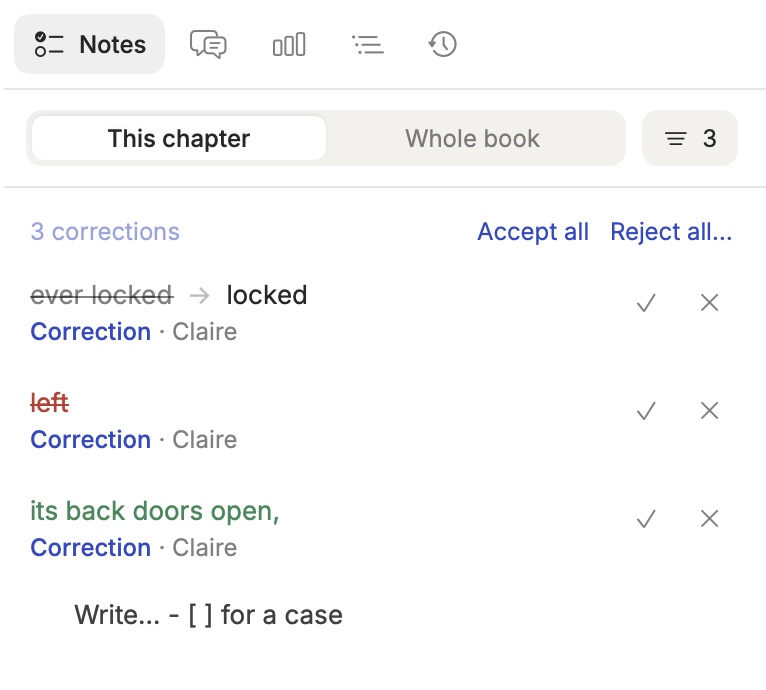 Notes
This chapter
Whole book
3
3 corrections
Accept all
Reject all...
ever locked → locked
Correction · Claire
left
Correction · Claire
its back doors open,
Correction · Claire
Write... - [ ] for a case